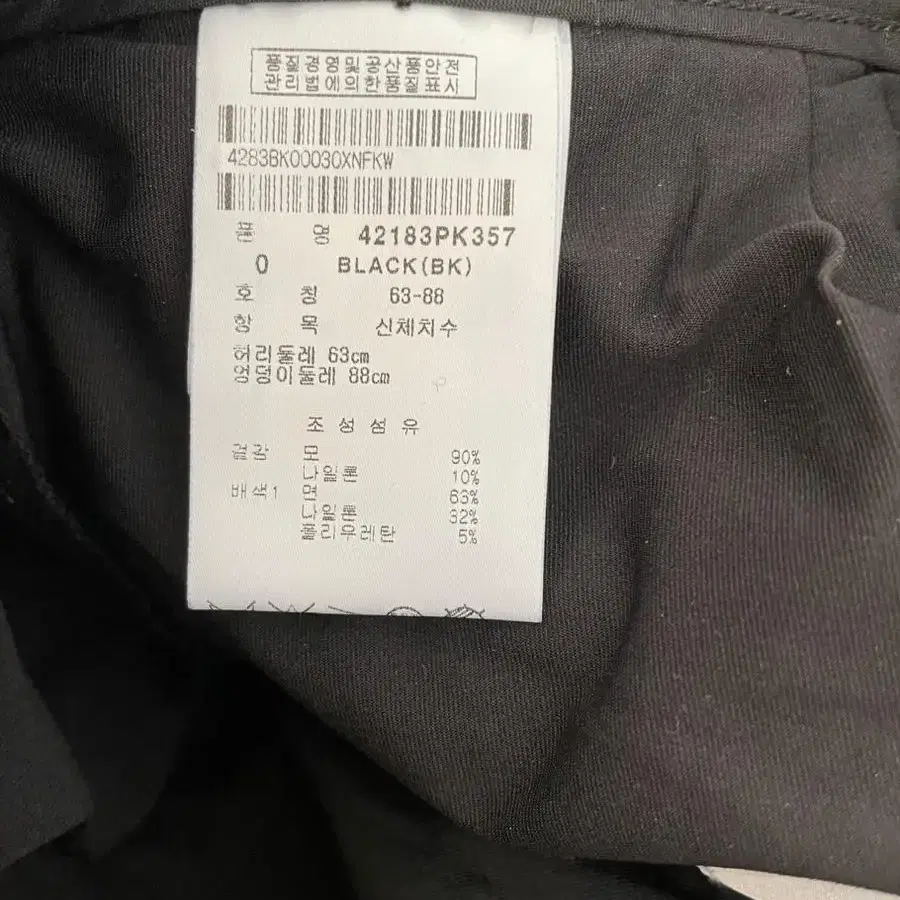 품질경영및공산품안전
관리법에의한품질표시
4283BK00030XNFKW
품 명 42183PK357
0 BLACK(BK)
호 칭 63-88
항 목 신체치수
허리둘레 63cm
엉덩이둘레 88cm
조 성 섬 유
겉감 모 90%
나일론 10%
배색1 면 63%
나일론 32%
폴리우레탄 5%